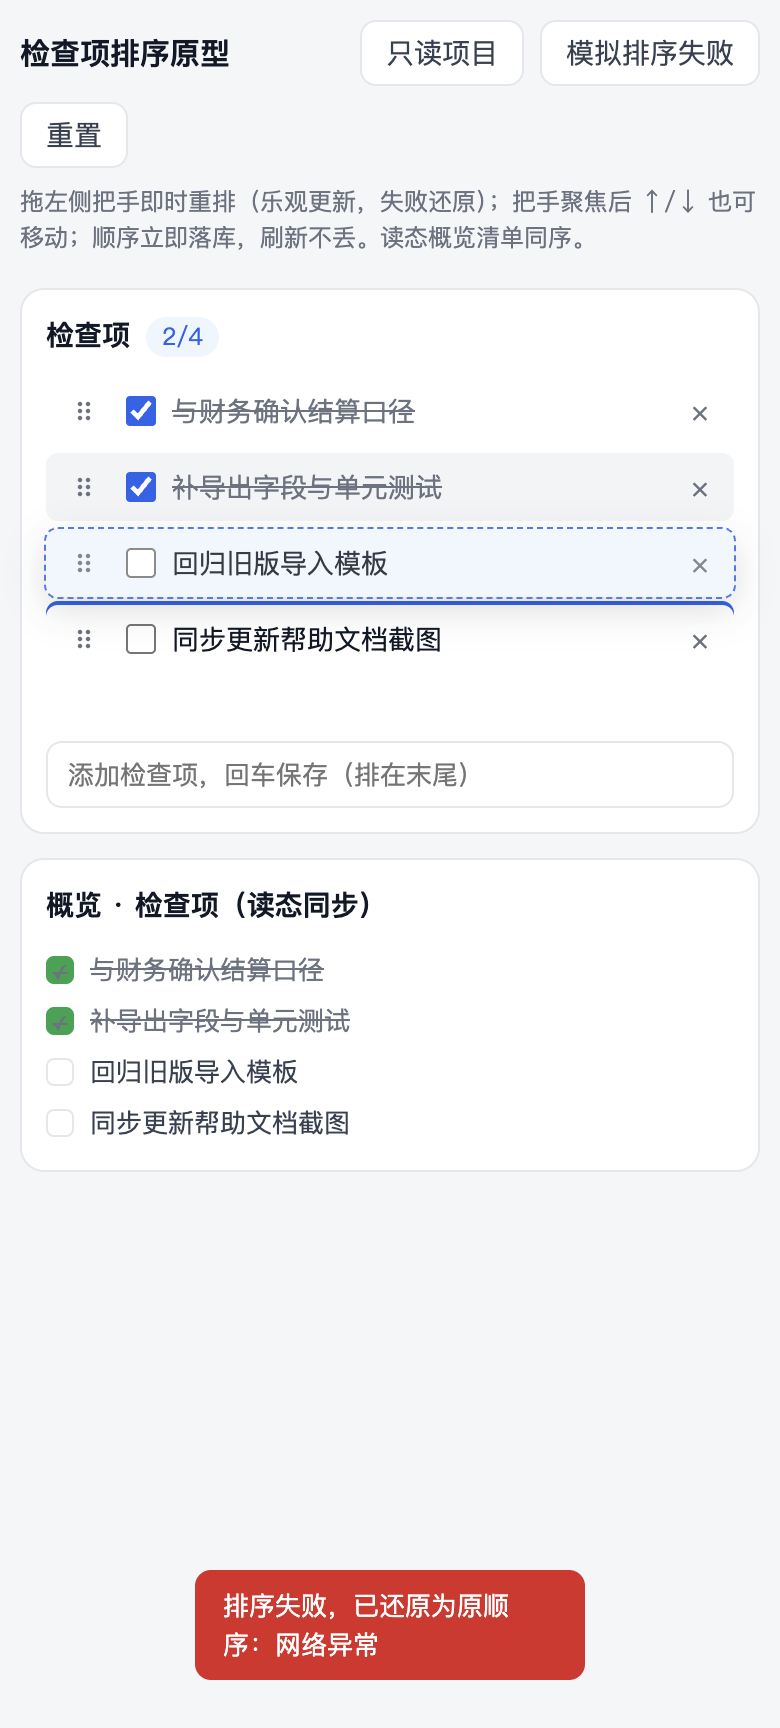 检查项排序原型
只读项目
模拟排序失败
重置
拖左侧把手即时重排（乐观更新，失败还原）；把手聚焦后 ↑/↓ 也可
移动；顺序立即落库，刷新不丢。读态概览清单同序。
检查项 2/4
与财务确认结算口径 ×
补导出字段与单元测试 ×
回归旧版导入模板 ×
同步更新帮助文档截图 ×
添加检查项，回车保存（排在末尾）
概览 · 检查项（读态同步）
与财务确认结算口径
补导出字段与单元测试
回归旧版导入模板
同步更新帮助文档截图
排序失败，已还原为原顺
序：网络异常